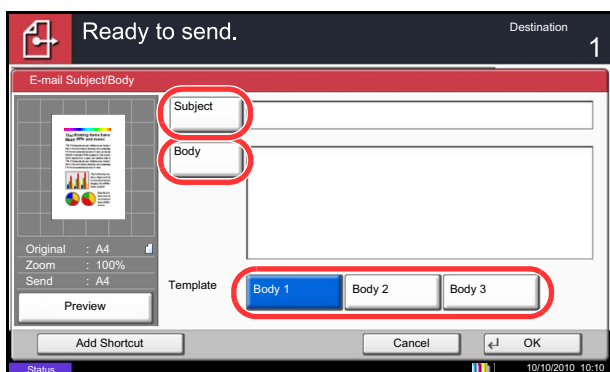 Ready to send.
Destination
1
E-mail Subject/Body
Subject
Body
Original : A4
Zoom : 100%
Send : A4
Preview
Template
Body 1
Body 2
Body 3
Add Shortcut
Cancel
OK
Status
10/10/2010 10:10